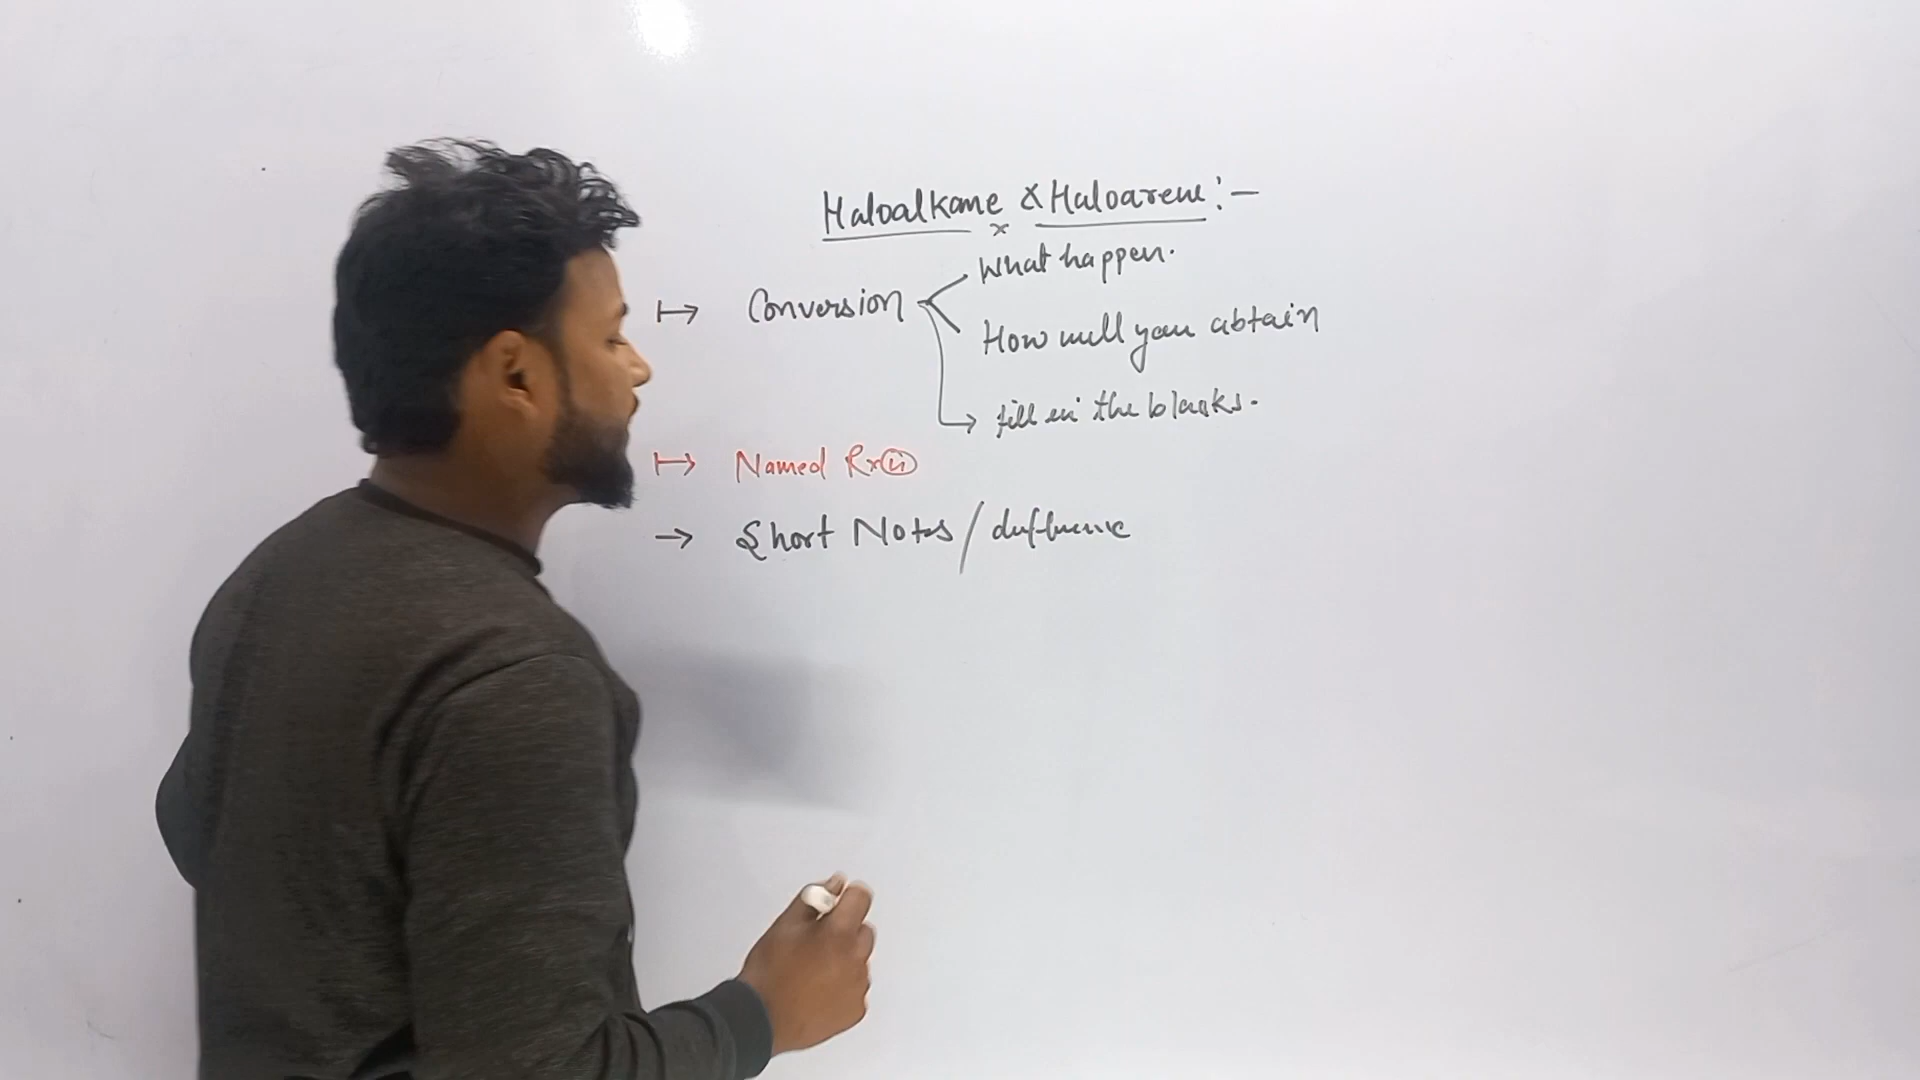 Haloalkane & Haloarene :-
What happen.
↦ Conversion
How will you obtain
→ fill in the blanks.
↦ Named Rxn
→ Short Notes / difference